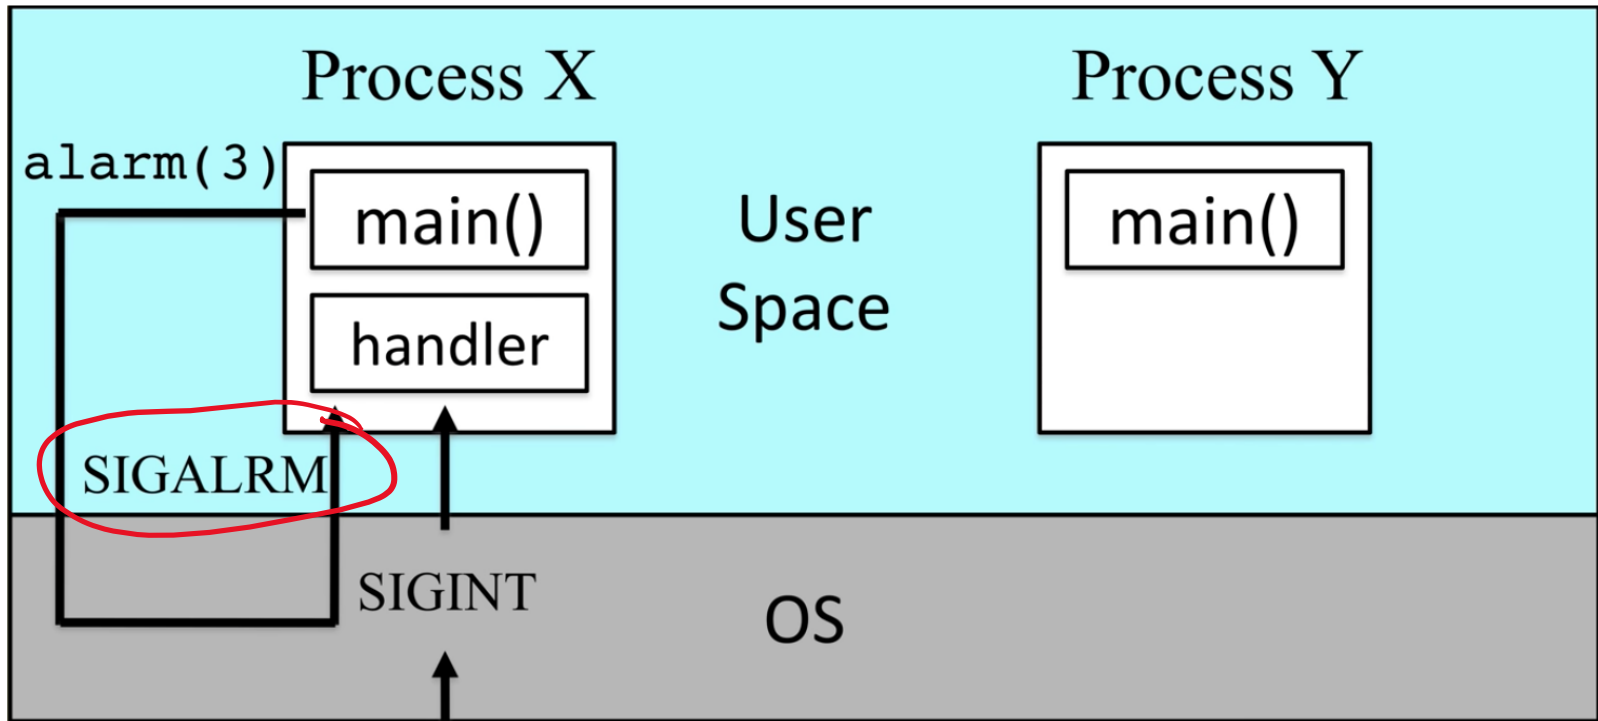 Process X
Process Y
alarm(3)
main()
handler
User
Space
main()
SIGALRM
SIGINT
OS